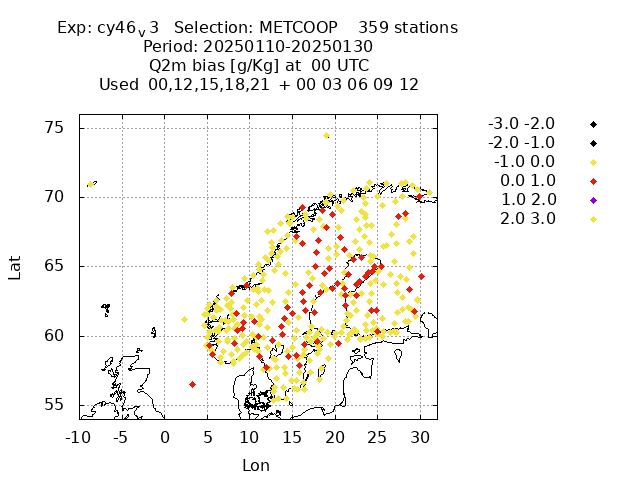 Exp: cy46v3 Selection: METCOOP 359 stations
Period: 20250110-20250130
Q2m bias [g/Kg] at 00 UTC
Used 00,12,15,18,21 + 00 03 06 09 12
-3.0 -2.0
-2.0 -1.0
-1.0 0.0
0.0 1.0
1.0 2.0
2.0 3.0
75
70
65
60
55
Lat
-10 -5 0 5 10 15 20 25 30
Lon